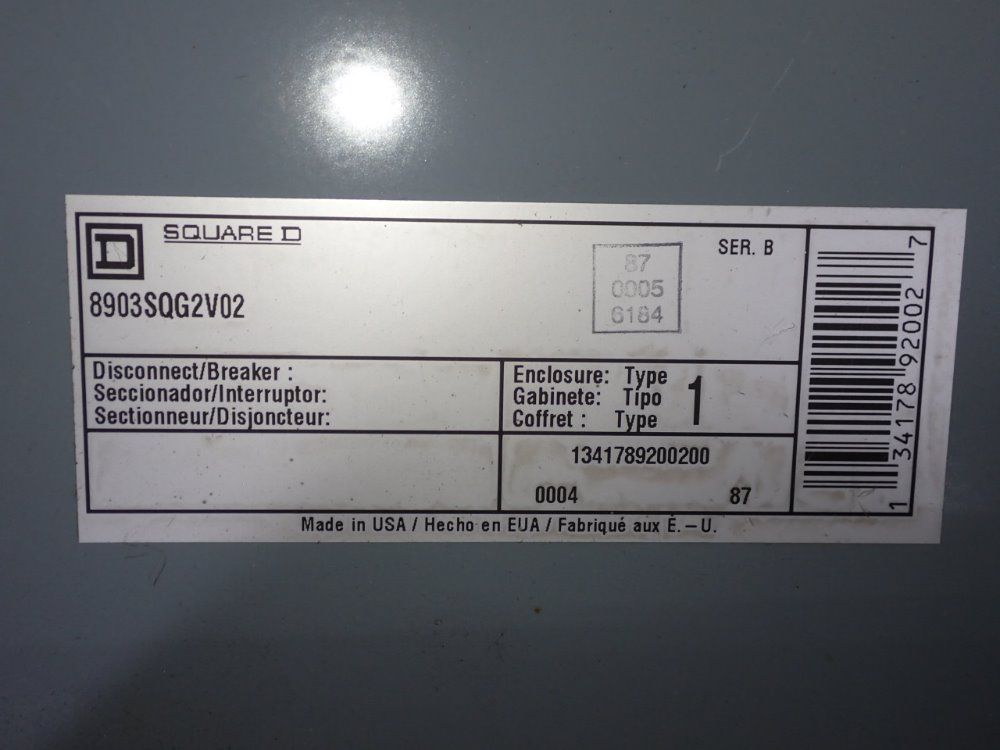 D SQUARE D
8903SQG2V02
87
0005
6184
SER. B
Disconnect/Breaker :
Seccionador/Interruptor:
Sectionneur/Disjoncteur:
Enclosure: Type 1
Gabinete: Tipo
Coffret : Type
1341789200200
0004 87
Made in USA / Hecho en EUA / Fabriqué aux É.–U.
1 34178 92002 7